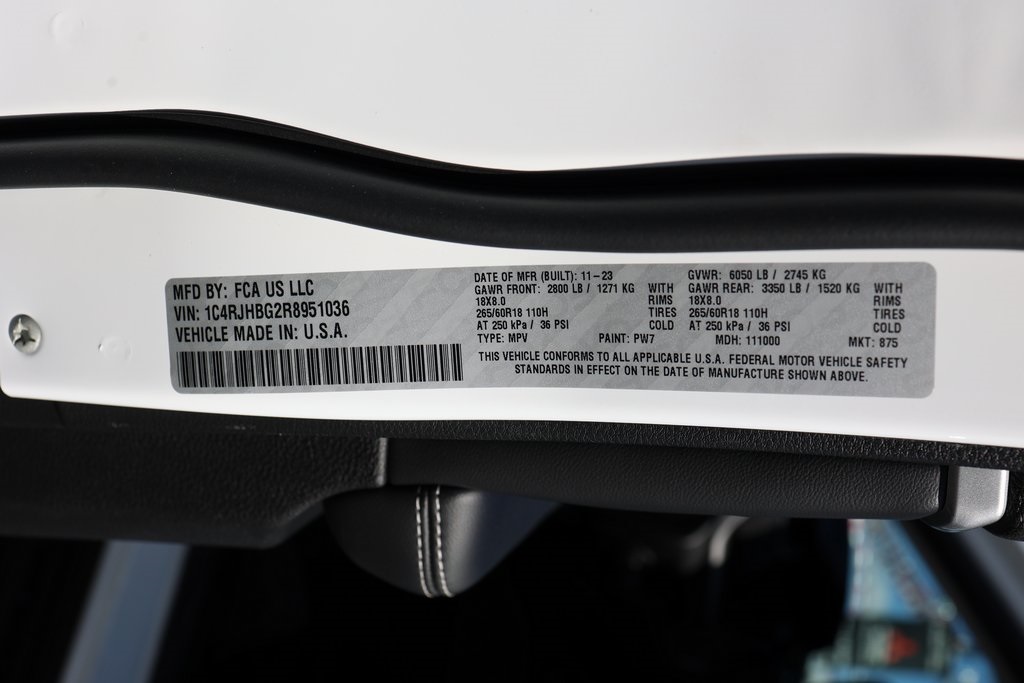 MFD BY: FCA US LLC
VIN: 1C4RJHBG2R8951036
VEHICLE MADE IN: U.S.A.
DATE OF MFR (BUILT): 11-23
GAWR FRONT: 2800 LB / 1271 KG WITH
18X8.0 RIMS
265/60R18 110H TIRES
AT 250 kPa / 36 PSI COLD
TYPE: MPV PAINT: PW7
GVWR: 6050 LB / 2745 KG
GAWR REAR: 3350 LB / 1520 KG WITH
18X8.0 RIMS
265/60R18 110H TIRES
AT 250 kPa / 36 PSI COLD
MDH: 111000 MKT: 875
THIS VEHICLE CONFORMS TO ALL APPLICABLE U.S.A. FEDERAL MOTOR VEHICLE SAFETY
STANDARDS IN EFFECT ON THE DATE OF MANUFACTURE SHOWN ABOVE.